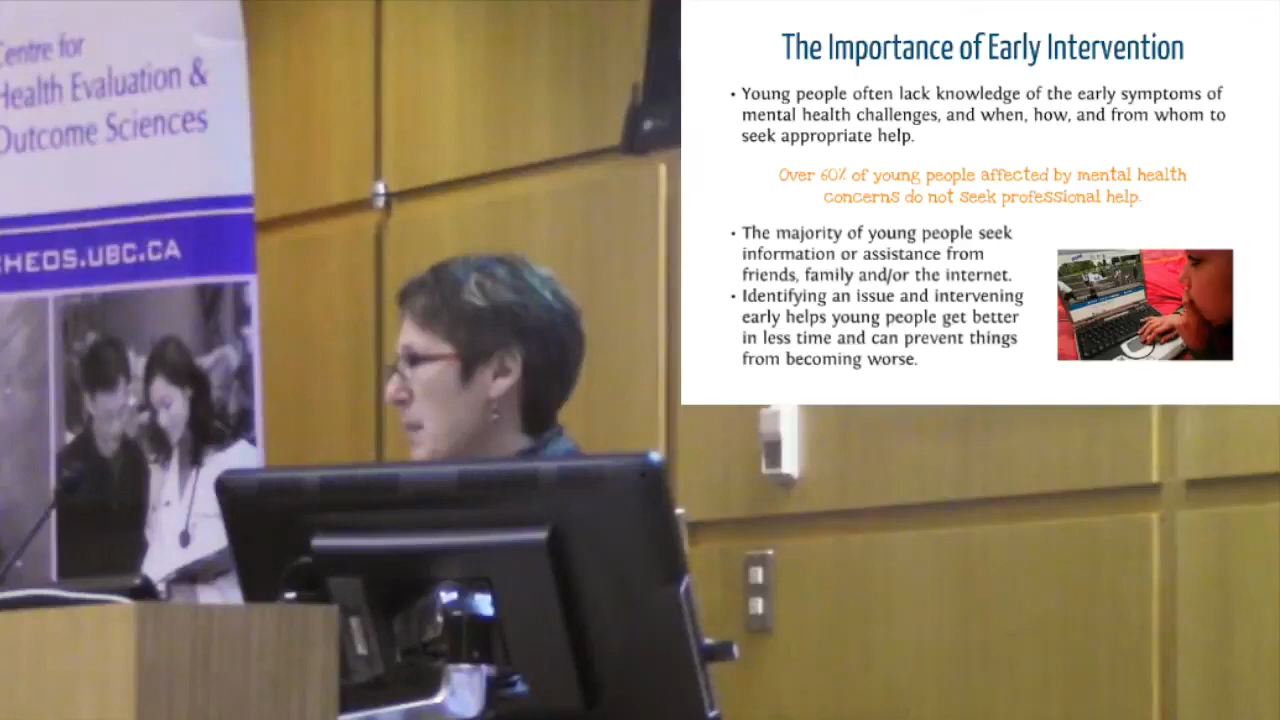 Centre for
Health Evaluation &
Outcome Sciences
CHEOS.UBC.CA
The Importance of Early Intervention
• Young people often lack knowledge of the early symptoms of
mental health challenges, and when, how, and from whom to
seek appropriate help.
Over 60% of young people affected by mental health
concerns do not seek professional help.
• The majority of young people seek
information or assistance from
friends, family and/or the internet.
• Identifying an issue and intervening
early helps young people get better
in less time and can prevent things
from becoming worse.